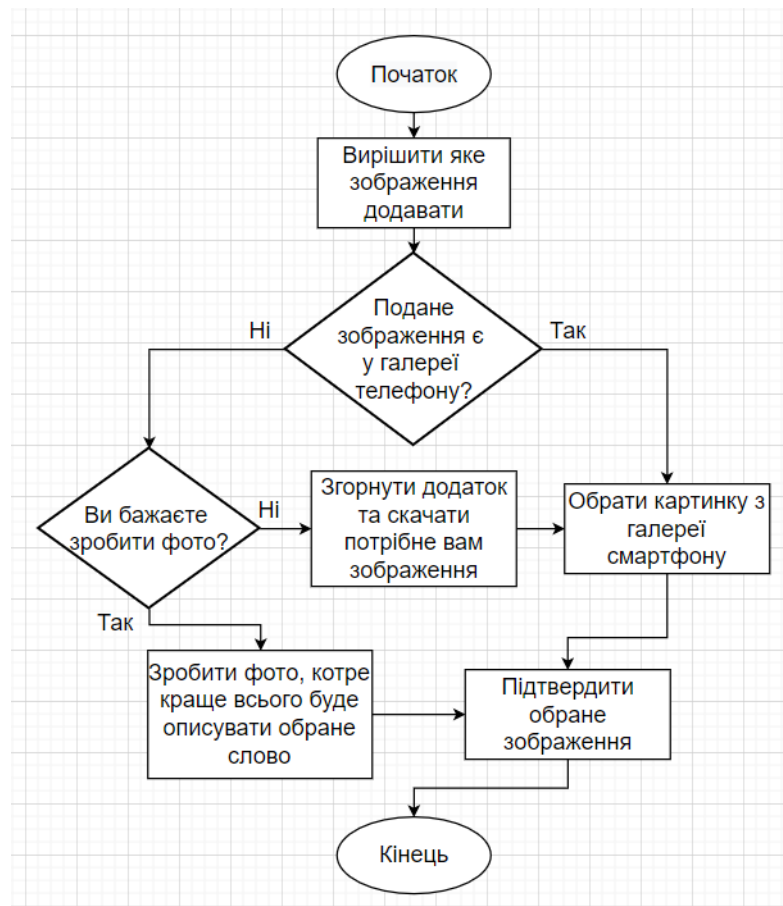 Початок
Вирішити яке
зображення
додавати
Подане
зображення є
у галереї
телефону?
Ні
Так
Ви бажаєте
зробити фото?
Ні
Згорнути додаток
та скачати
потрібне вам
зображення
Обрати картинку з
галереї
смартфону
Так
Зробити фото, котре
краще всього буде
описувати обране
слово
Підтвердити
обране
зображення
Кінець